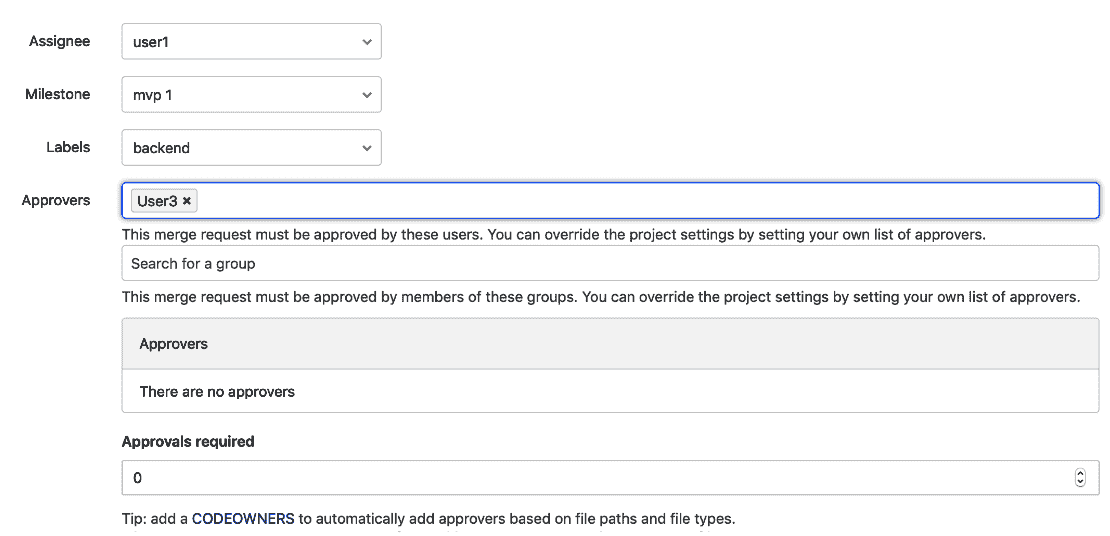 Assignee user1
Milestone mvp 1
Labels backend
Approvers User3 ✖
This merge request must be approved by these users. You can override the project settings by setting your own list of approvers.
Search for a group
This merge request must be approved by members of these groups. You can override the project settings by setting your own list of approvers.
Approvers
There are no approvers
Approvals required
0
Tip: add a CODEOWNERS to automatically add approvers based on file paths and file types.